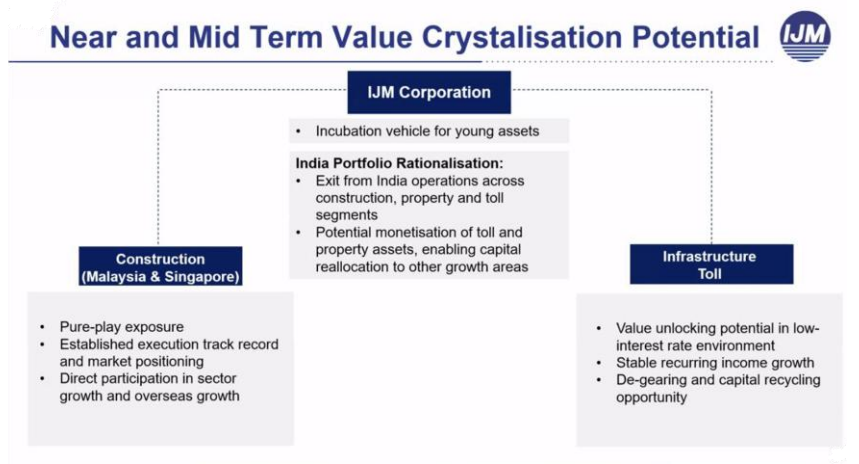 Near and Mid Term Value Crystalisation Potential
IJM
IJM Corporation
• Incubation vehicle for young assets
India Portfolio Rationalisation:
• Exit from India operations across
construction, property and toll
segments
• Potential monetisation of toll and
property assets, enabling capital
reallocation to other growth areas
Construction
(Malaysia & Singapore)
• Pure-play exposure
• Established execution track record
and market positioning
• Direct participation in sector
growth and overseas growth
Infrastructure
Toll
• Value unlocking potential in low-
interest rate environment
• Stable recurring income growth
• De-gearing and capital recycling
opportunity